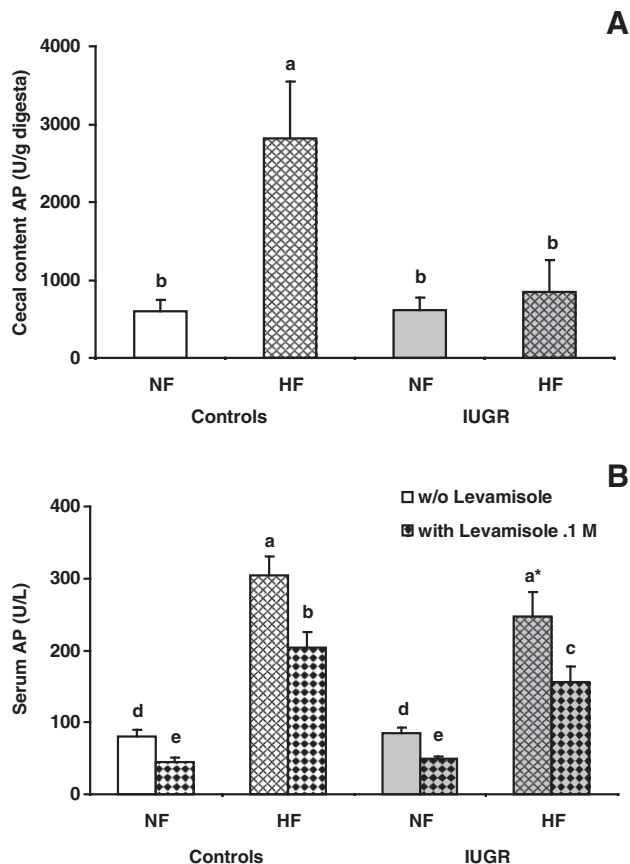 A
Cecal content AP (U/g digesta)
4000
3000
2000
1000
0
b
a
b
b
NF
HF
NF
HF
Controls
IUGR
B
Serum AP (U/L)
400
300
200
100
0
w/o Levamisole
with Levamisole .1 M
d
e
a
b
d
e
a*
c
NF
HF
NF
HF
Controls
IUGR